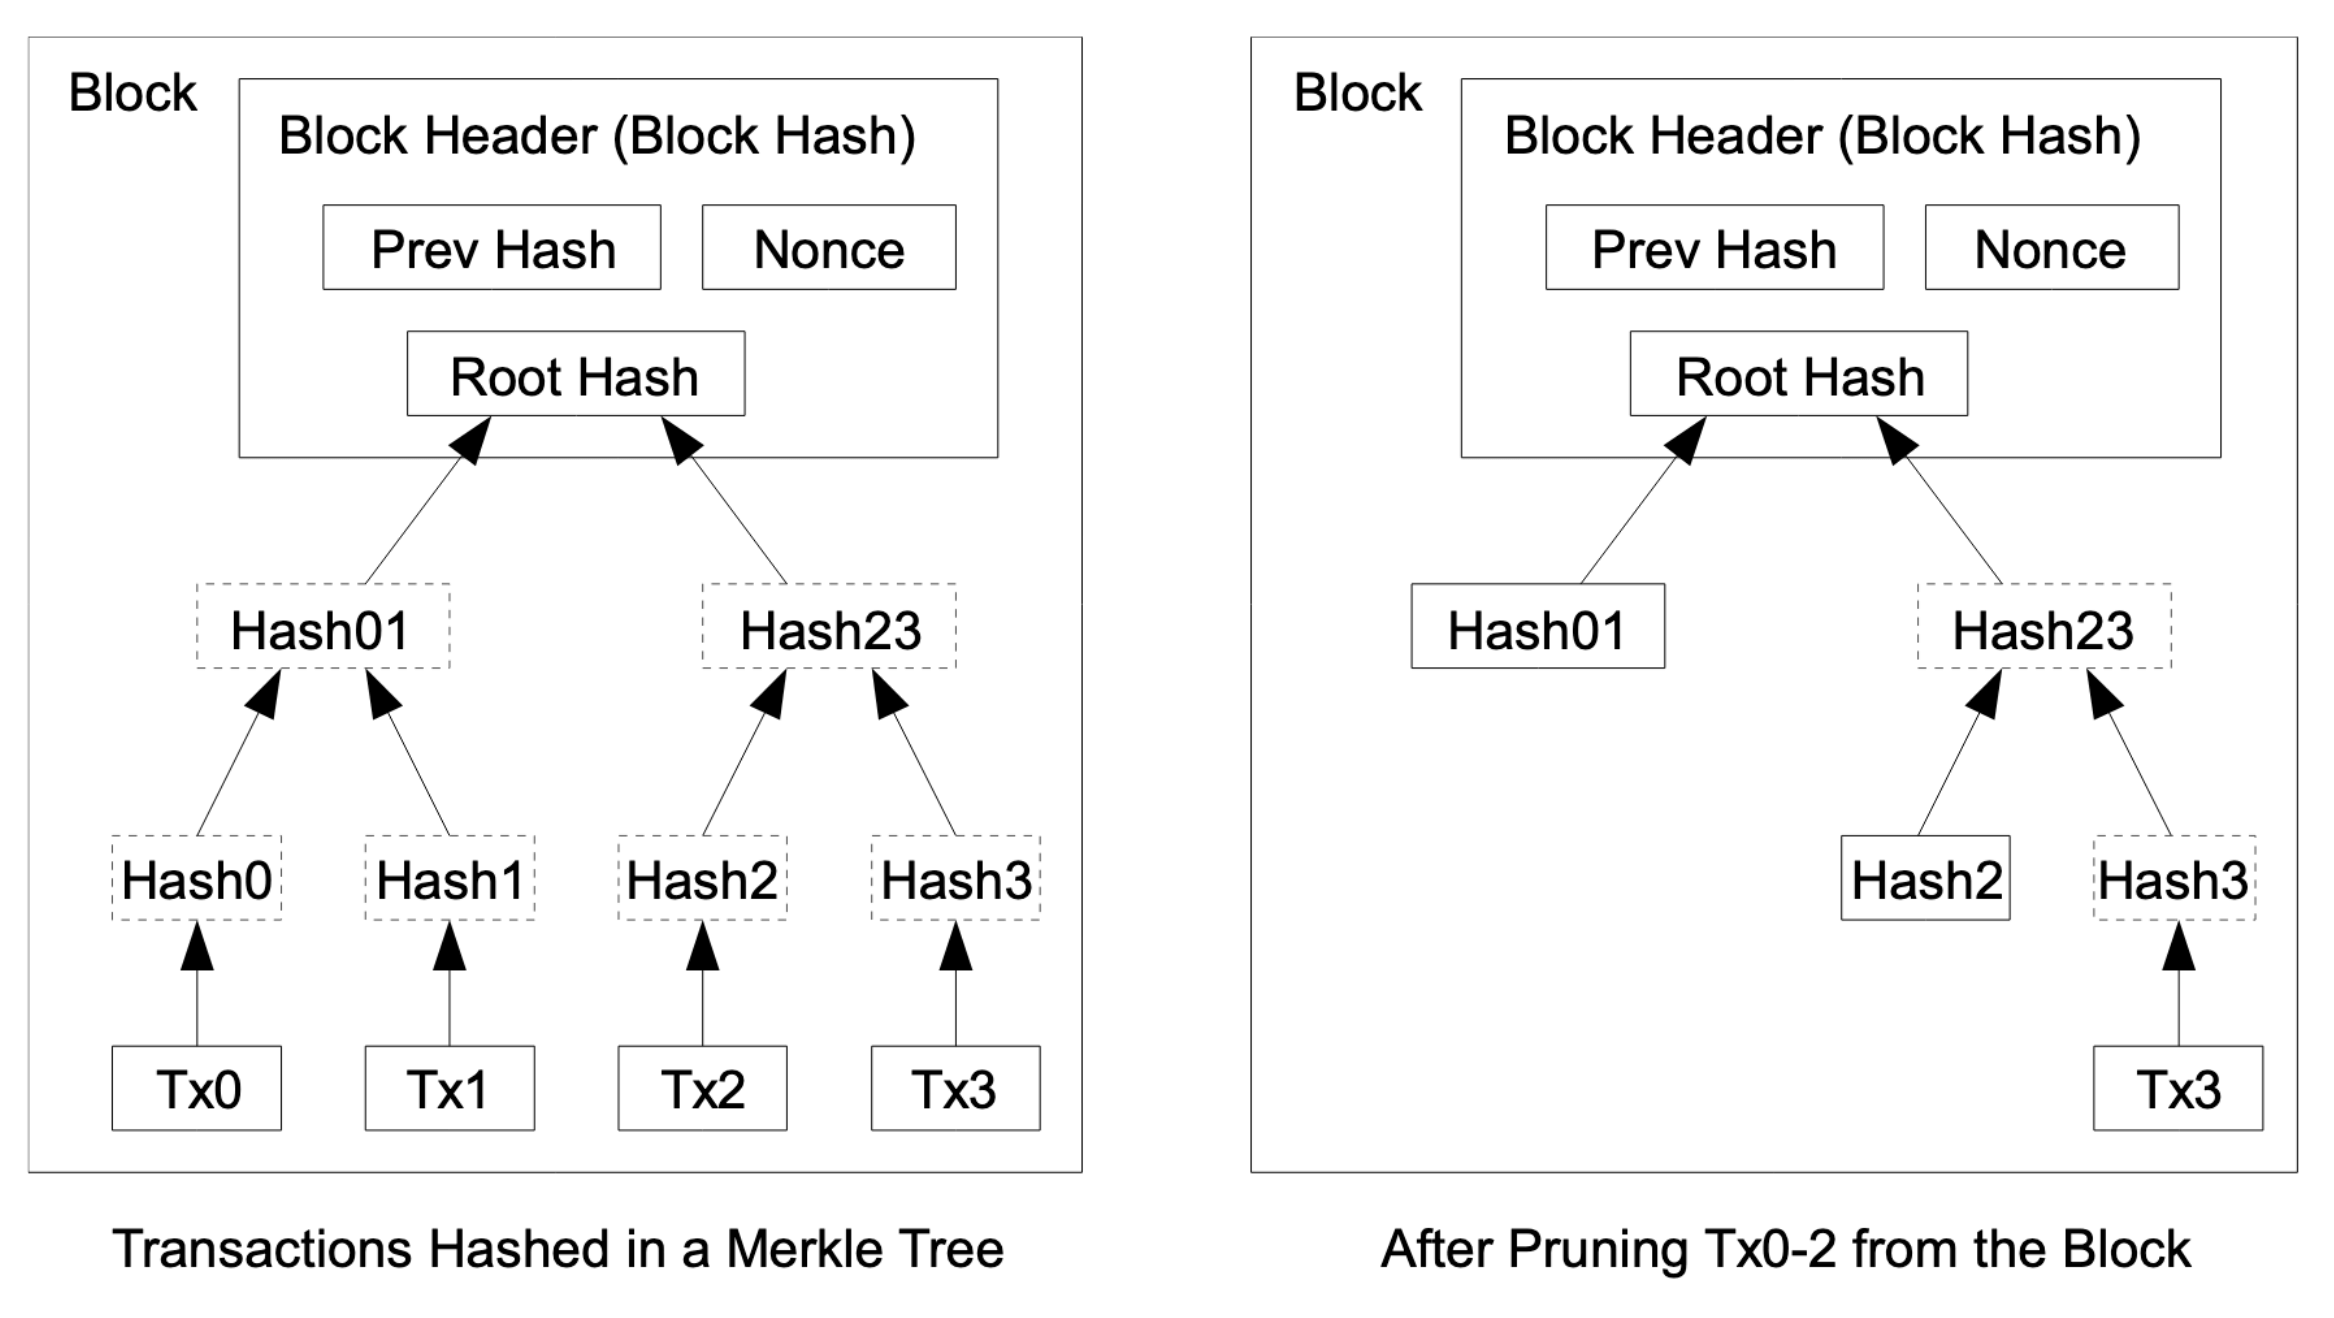 Block
Block Header (Block Hash)
Prev Hash
Nonce
Root Hash
Hash01
Hash23
Hash0
Hash1
Hash2
Hash3
Tx0
Tx1
Tx2
Tx3
Transactions Hashed in a Merkle Tree
Block
Block Header (Block Hash)
Prev Hash
Nonce
Root Hash
Hash01
Hash23
Hash2
Hash3
Tx3
After Pruning Tx0-2 from the Block